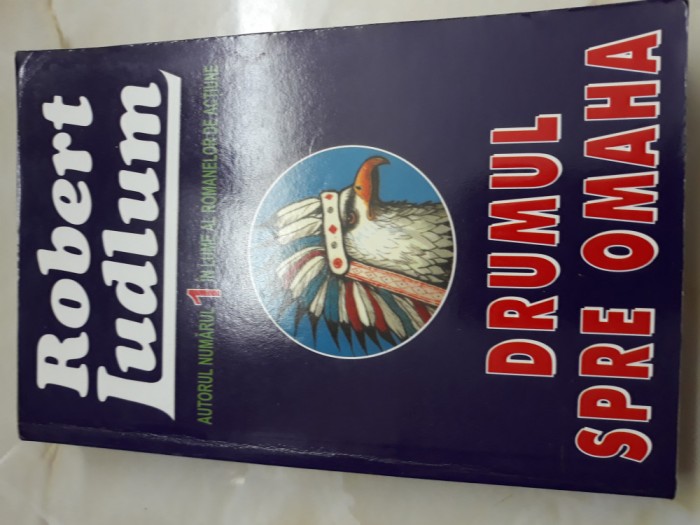 Robert
Ludlum
AUTORUL NUMĂRUL 1 ÎN LUME AL ROMANELOR DE ACȚIUNE
DRUMUL
SPRE OMAHA